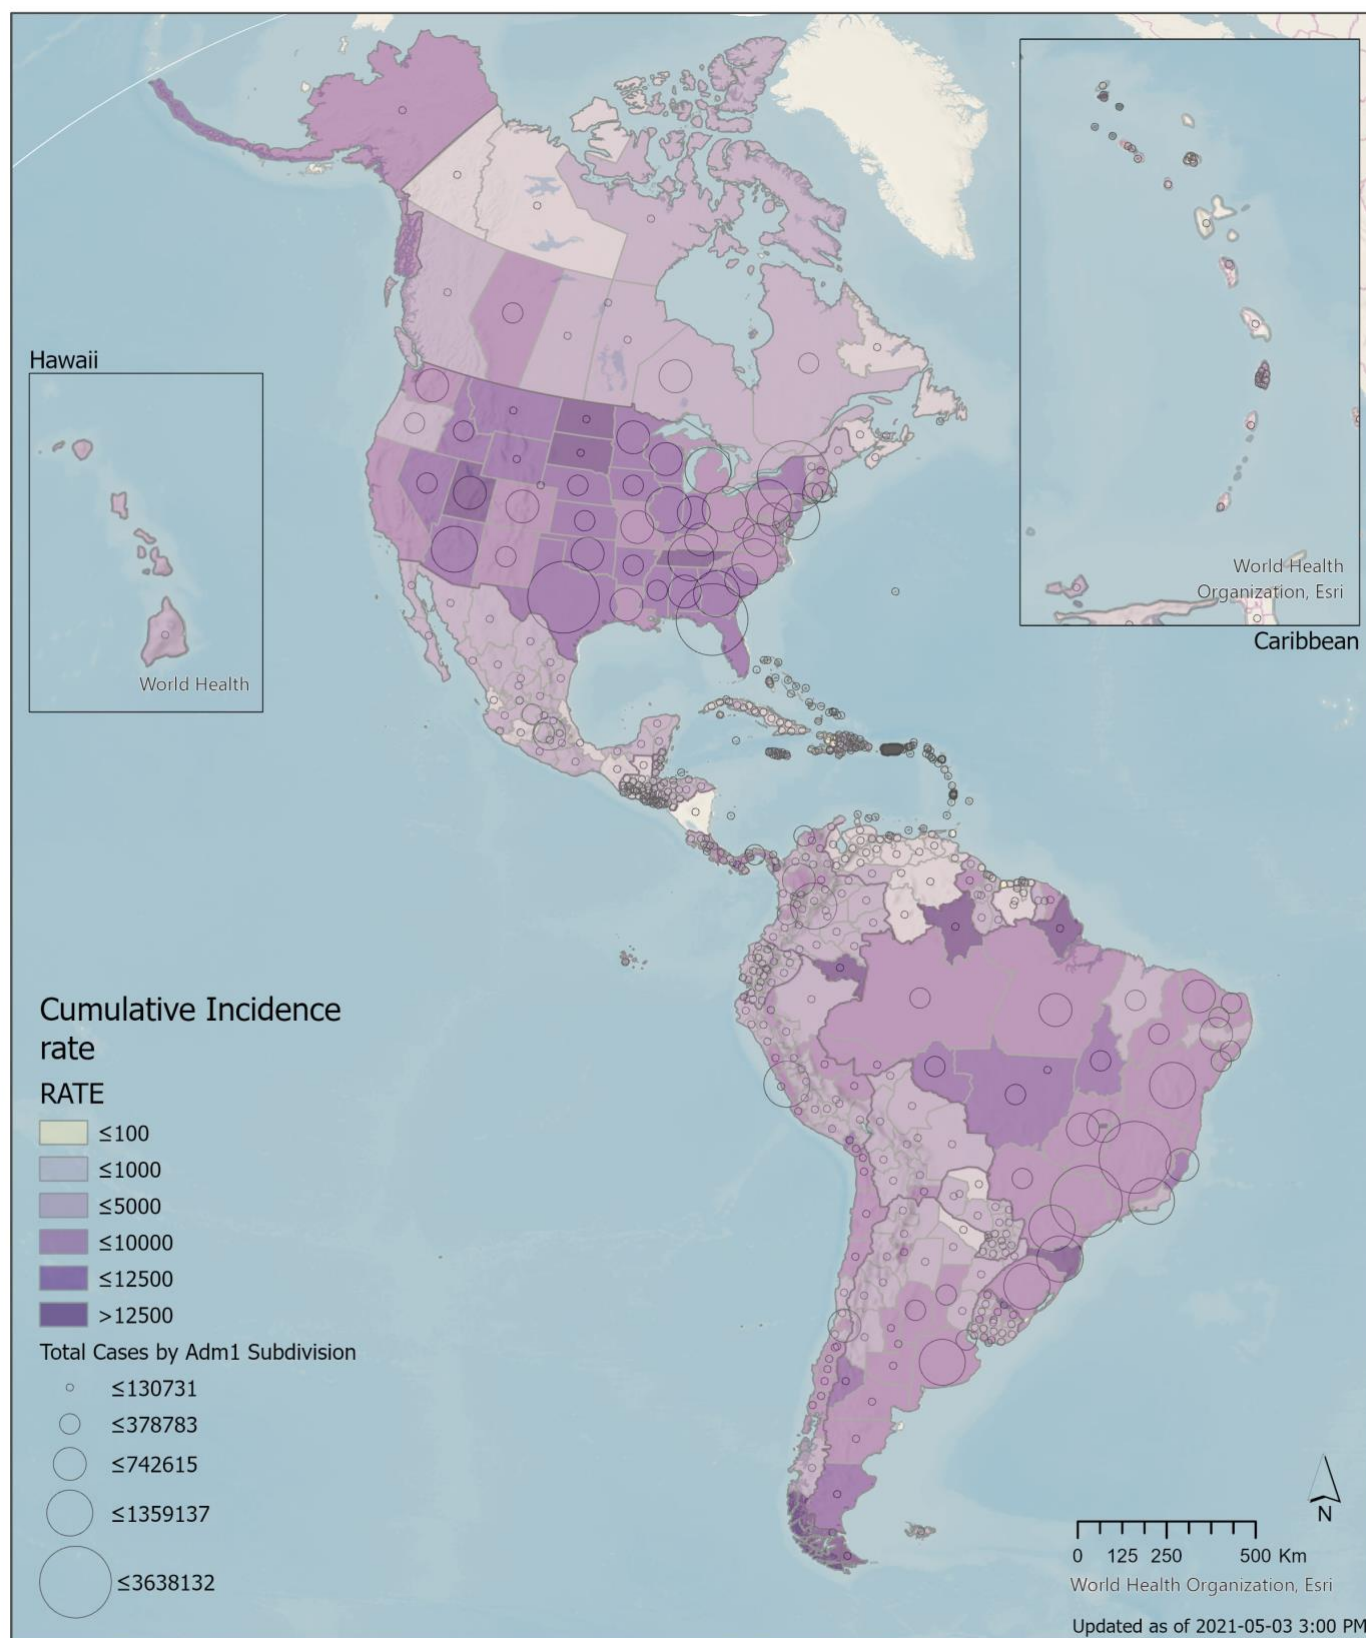 Hawaii
World Health
World Health
Organization, Esri
Caribbean
Cumulative Incidence
rate
RATE
≤100
≤1000
≤5000
≤10000
≤12500
>12500
Total Cases by Adm1 Subdivision
≤130731
≤378783
≤742615
≤1359137
≤3638132
N
0 125 250 500 Km
World Health Organization, Esri
Updated as of 2021-05-03 3:00 PM